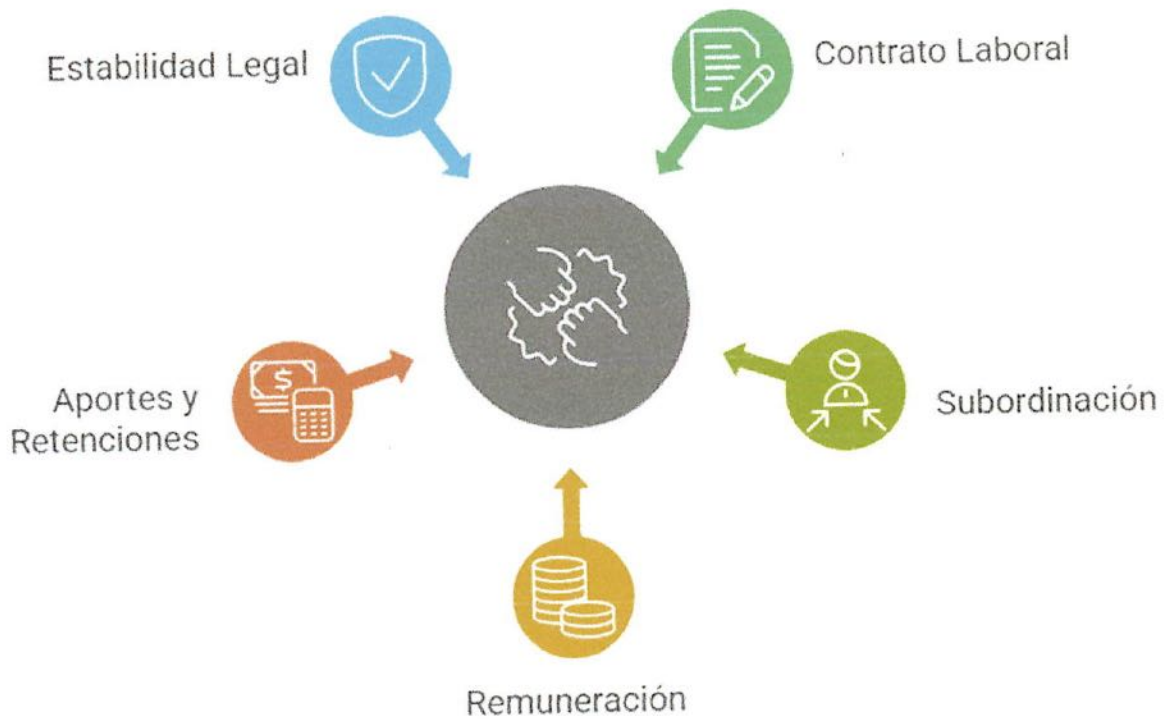 Estabilidad Legal
Contrato Laboral
Aportes y
Retenciones
Subordinación
Remuneración